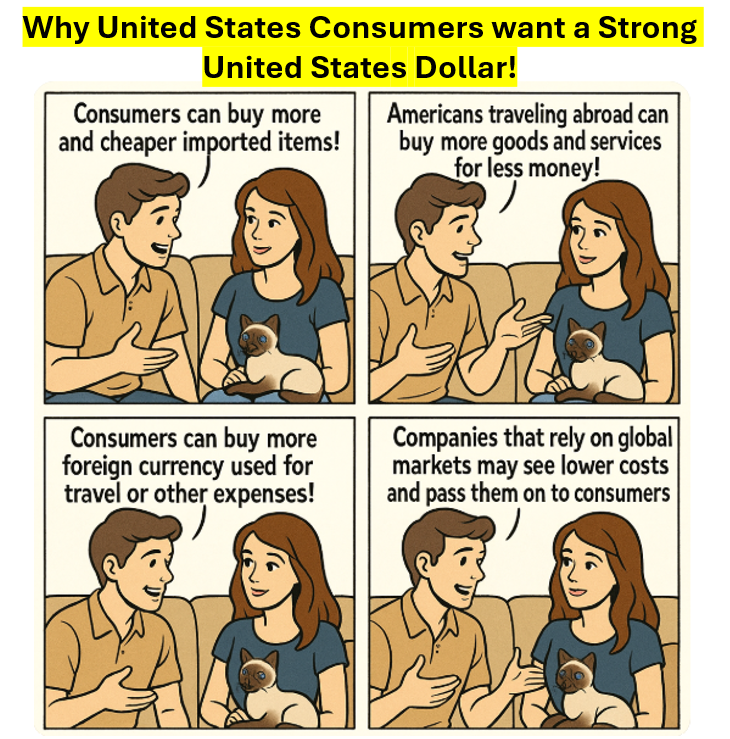 Why United States Consumers want a Strong
United States Dollar!
Consumers can buy more
and cheaper imported items!
Americans traveling abroad can
buy more goods and services
for less money!
Consumers can buy more
foreign currency used for
travel or other expenses!
Companies that rely on global
markets may see lower costs
and pass them on to consumers